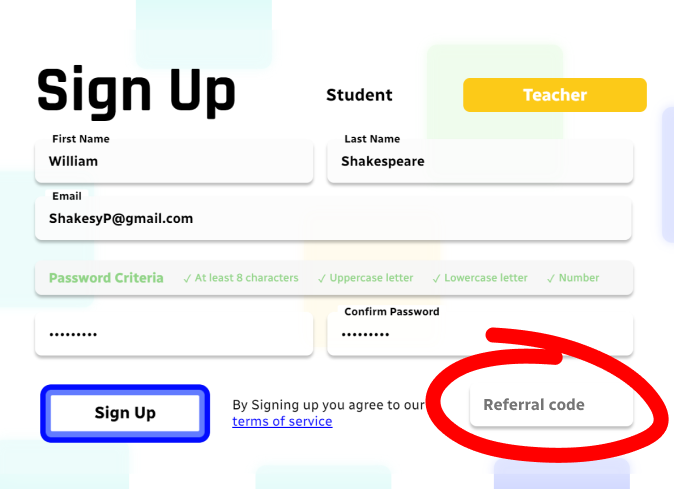 Sign Up
Student
Teacher
First Name
William
Last Name
Shakespeare
Email
ShakesyP@gmail.com
Password Criteria ✓ At least 8 characters ✓ Uppercase letter ✓ Lowercase letter ✓ Number
•••••••••
Confirm Password
•••••••••
Sign Up
By Signing up you agree to our
terms of service
Referral code